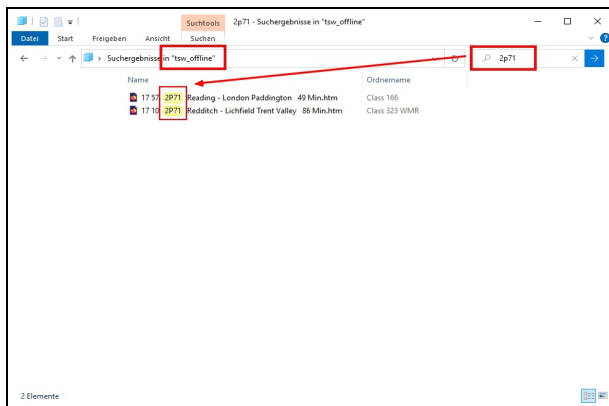 Suchtools 2p71 - Suchergebnisse in "tsw_offline"
Datei Start Freigeben Ansicht Suchen
Suchergebnisse in "tsw_offline" 2p71
Name Ordnername
17 57 2P71 Reading - London Paddington 49 Min.htm Class 166
17 10 2P71 Redditch - Lichfield Trent Valley 86 Min.htm Class 323 WMR
2 Elemente